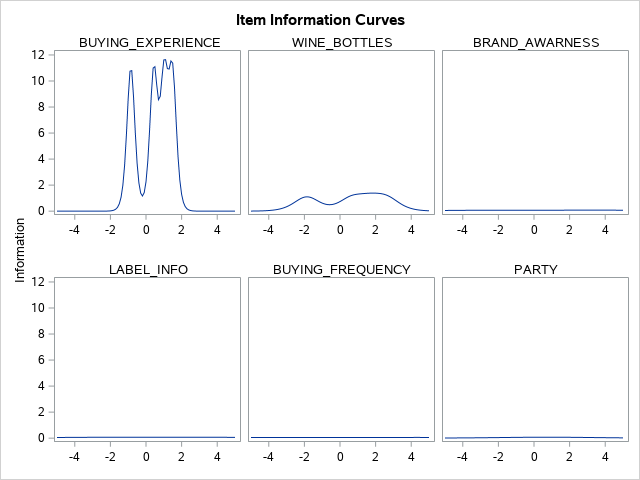 Item Information Curves
BUYING_EXPERIENCE WINE_BOTTLES BRAND_AWARNESS
12
10
8
6
4
2
0
-4 -2 0 2 4 -4 -2 0 2 4 -4 -2 0 2 4
Information
LABEL_INFO BUYING_FREQUENCY PARTY
12
10
8
6
4
2
0
-4 -2 0 2 4 -4 -2 0 2 4 -4 -2 0 2 4